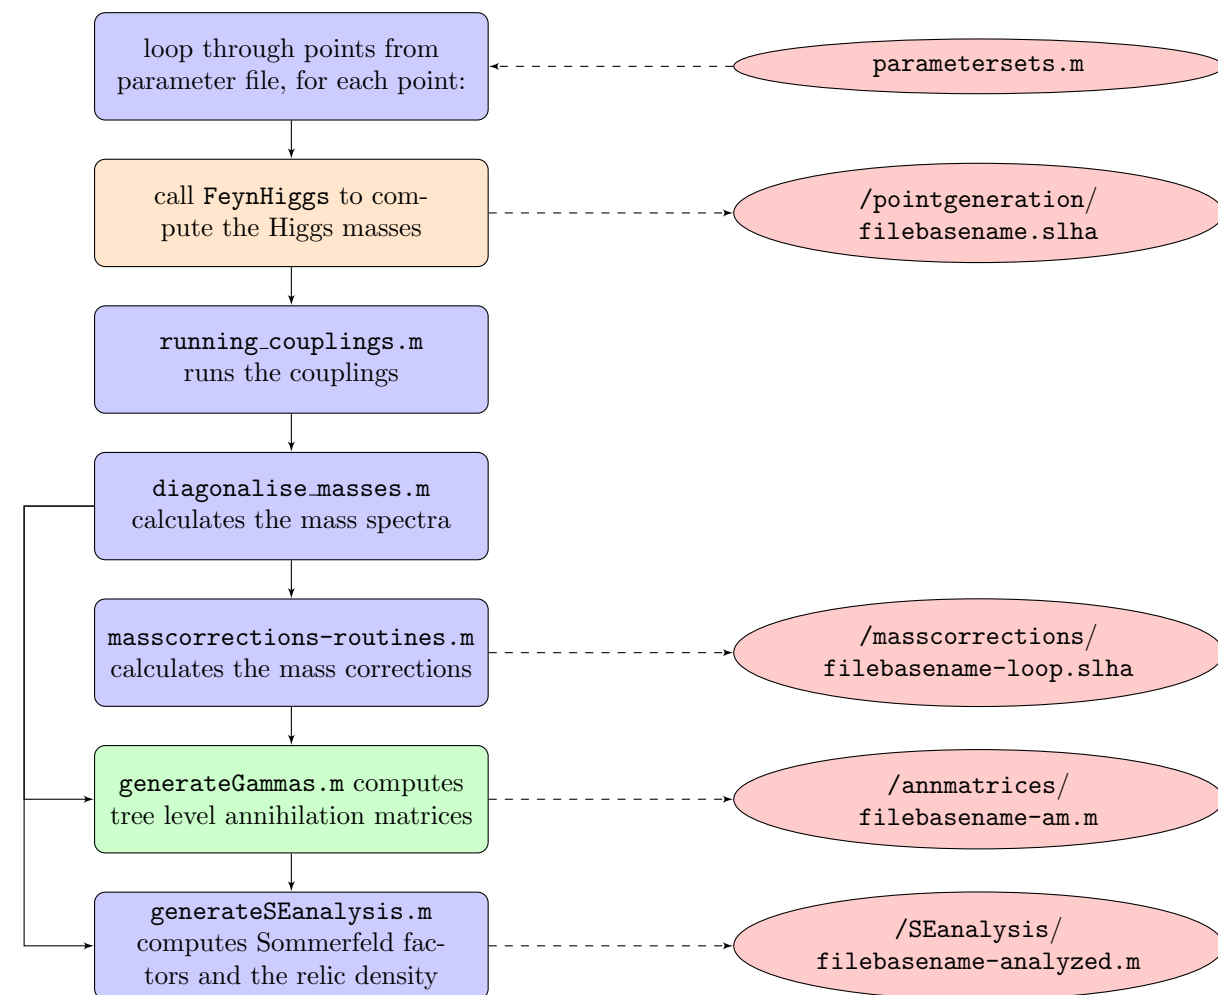 loop through points from
parameter file, for each point:
parametersets.m
call FeynHiggs to com-
pute the Higgs masses
/pointgeneration/
filebasename.slha
running_couplings.m
runs the couplings
diagonalise_masses.m
calculates the mass spectra
masscorrections-routines.m
calculates the mass corrections
/masscorrections/
filebasename-loop.slha
generateGammas.m computes
tree level annihilation matrices
/annmatrices/
filebasename-am.m
generateSEanalysis.m
computes Sommerfeld fac-
tors and the relic density
/SEanalysis/
filebasename-analyzed.m